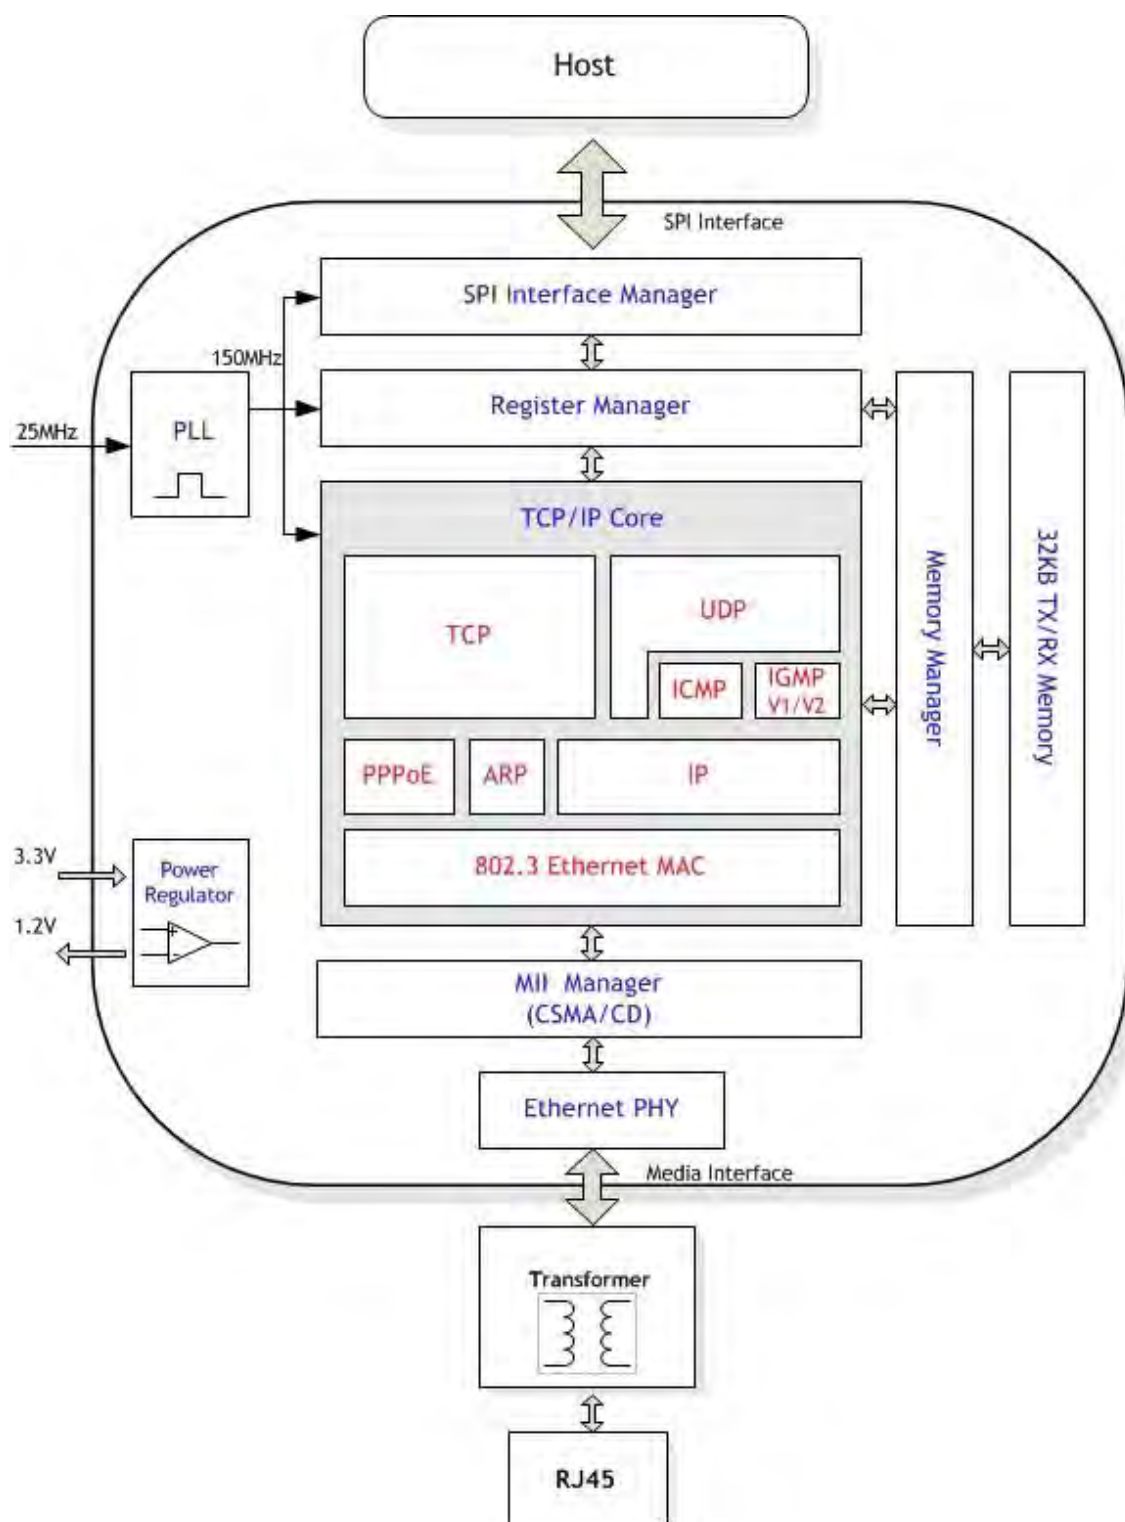 Host
SPI Interface
SPI Interface Manager
150MHz
Register Manager
25MHz
PLL
TCP/IP Core
TCP
UDP
ICMP
IGMP
V1/V2
PPPoE
ARP
IP
802.3 Ethernet MAC
Memory Manager
32KB TX/RX Memory
3.3V
Power
Regulator
1.2V
MII Manager
(CSMA/CD)
Ethernet PHY
Media Interface
Transformer
RJ45